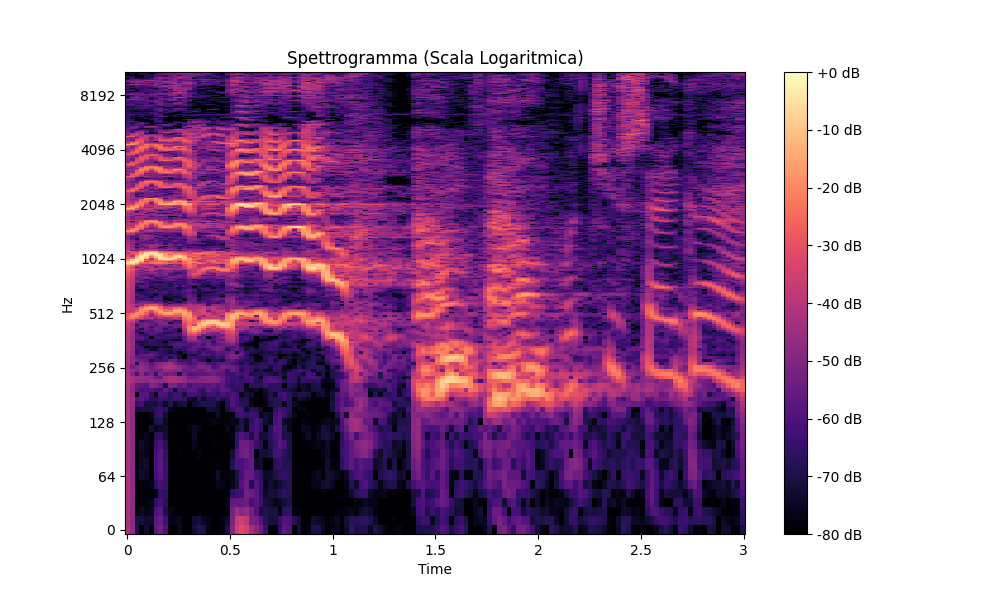 Spettrogramma (Scala Logaritmica)
Hz
8192
4096
2048
1024
512
256
128
64
0
0 0.5 1 1.5 2 2.5 3
Time
+0 dB
-10 dB
-20 dB
-30 dB
-40 dB
-50 dB
-60 dB
-70 dB
-80 dB